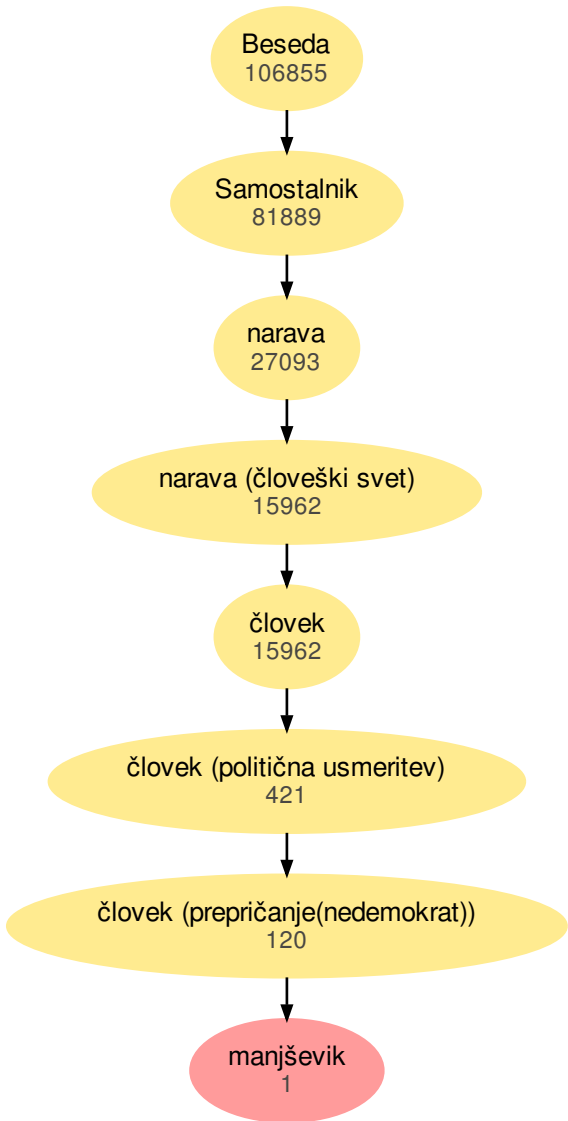 Beseda
106855
Samostalnik
81889
narava
27093
narava (človeški svet)
15962
človek
15962
človek (politična usmeritev)
421
človek (prepričanje(nedemokrat))
120
manjševik
1